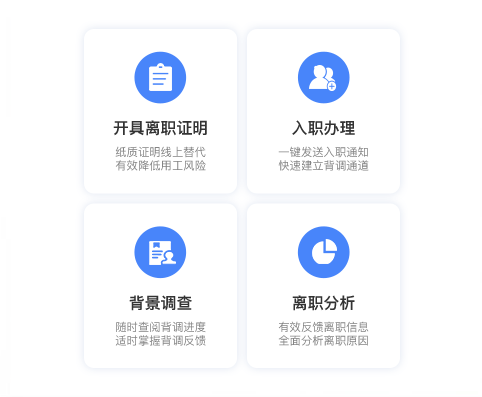 开具离职证明
纸质证明线上替代
有效降低用工风险
入职办理
一键发送入职通知
快速建立背调通道
背景调查
随时查阅背调进度
适时掌握背调反馈
离职分析
有效反馈离职信息
全面分析离职原因